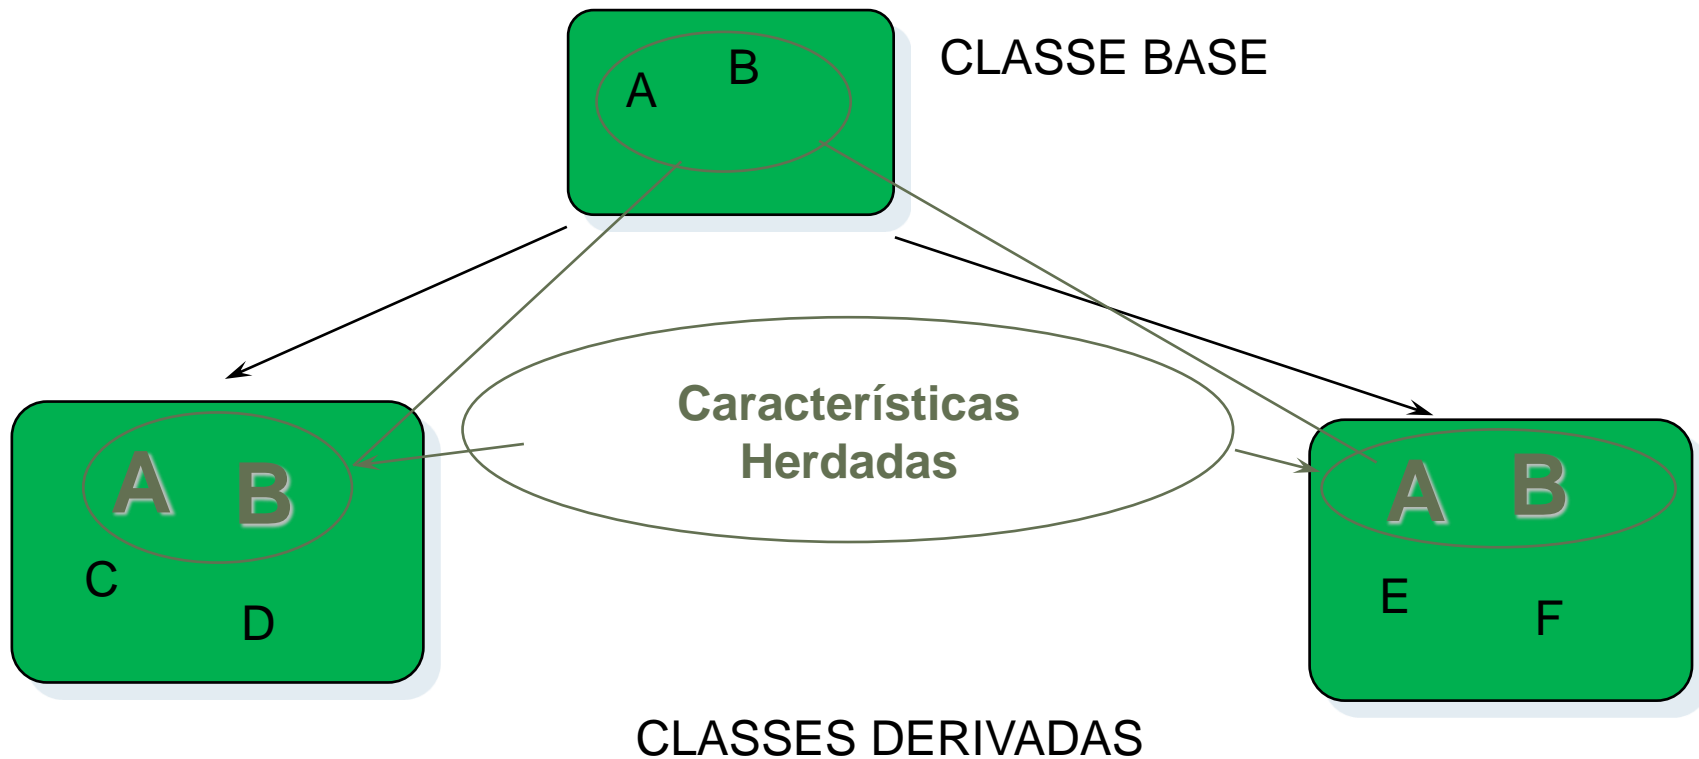 CLASSE BASE
A
B
Características
Herdadas
A
B
C
D
A
B
E
F
CLASSES DERIVADAS